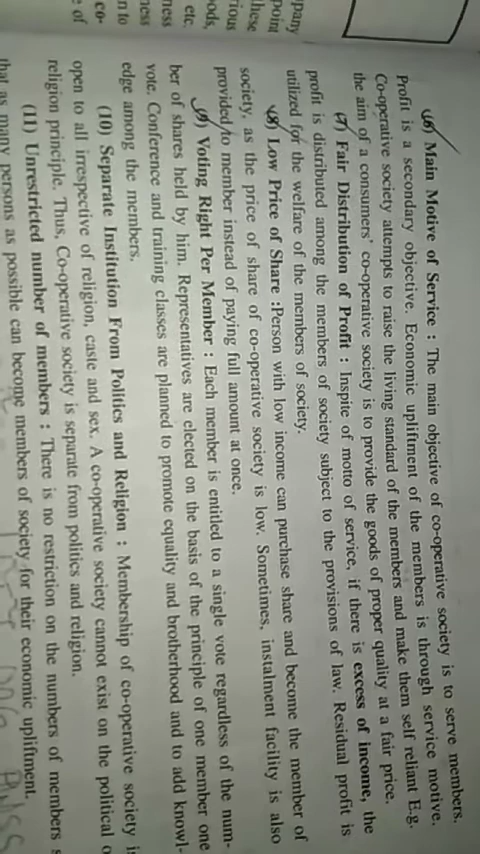 pany
these
point
rious
ods,
etc.
ness
ness
n to
co-
e of
(6) Main Motive of Service : The main objective of co-operative society is to serve members.
Profit is a secondary objective. Economic upliftment of the members is through service motive.
Co-operative society attempts to raise the living standard of the members and make them self reliant E.g.
the aim of a consumers' co-operative society is to provide the goods of proper quality at a fair price.
(7) Fair Distribution of Profit : Inspite of motto of service, if there is excess of income, the
profit is distributed among the members of society subject to the provisions of law. Residual profit is
utilized for the welfare of the members of society.
(8) Low Price of Share :Person with low income can purchase share and become the member of
society, as the price of share of co-operative society is low. Sometimes, instalment facility is also
provided to member instead of paying full amount at once.
(9) Voting Right Per Member : Each member is entitled to a single vote regardless of the num-
ber of shares held by him. Representatives are elected on the basis of the principle of one member one
vote. Conference and training classes are planned to promote equality and brotherhood and to add knowl-
edge among the members.
(10) Separate Institution From Politics and Religion : Membership of co-operative society i
open to all irrespective of religion, caste and sex. A co-operative society cannot exist on the political o
religion principle. Thus, Co-operative society is separate from politics and religion.
(11) Unrestricted number of members : There is no restriction on the numbers of members s
that as many persons as possible can become members of society for their economic upliftment.